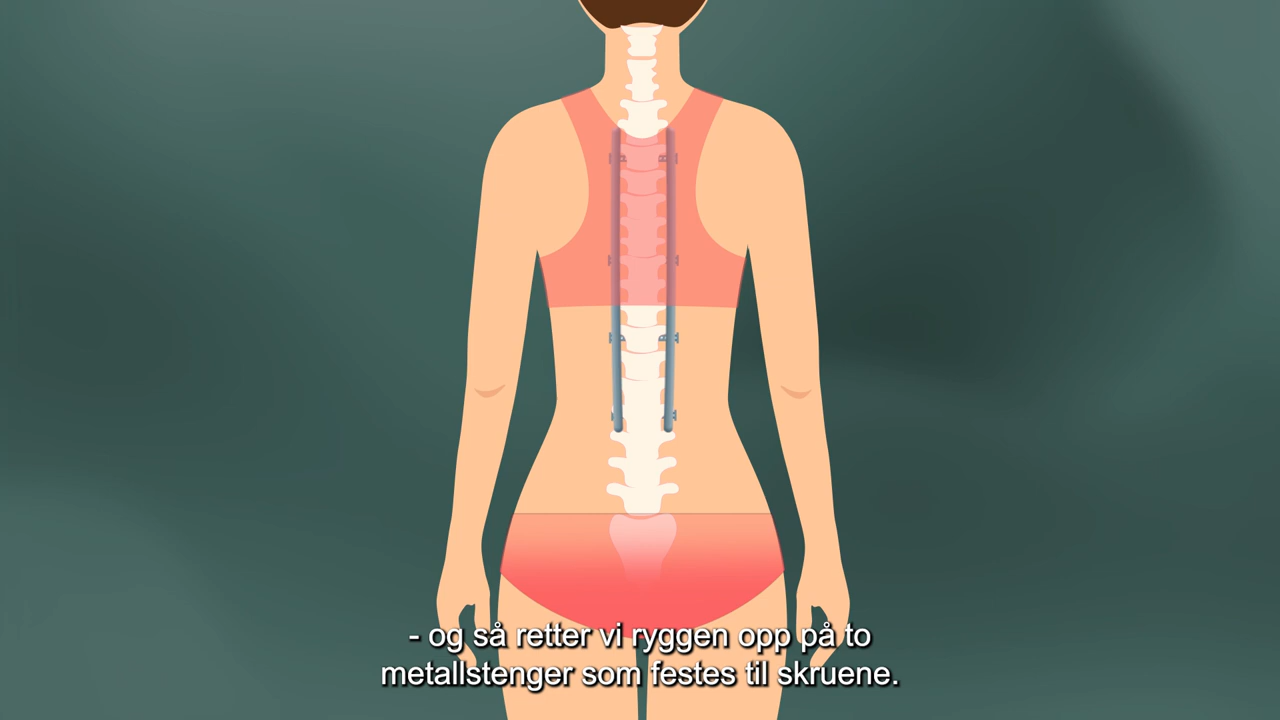 - og så retter vi ryggen opp på to
metallstenger som festes til skruene.